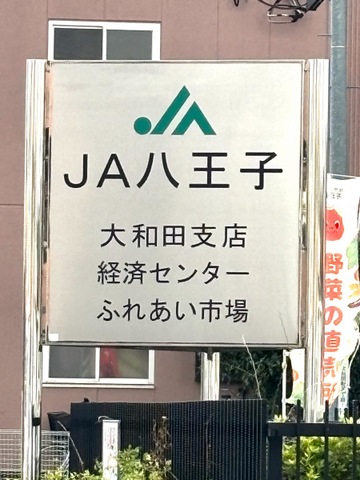 JA八王子
大和田支店
経済センター
ふれあい市場
野菜の直売所